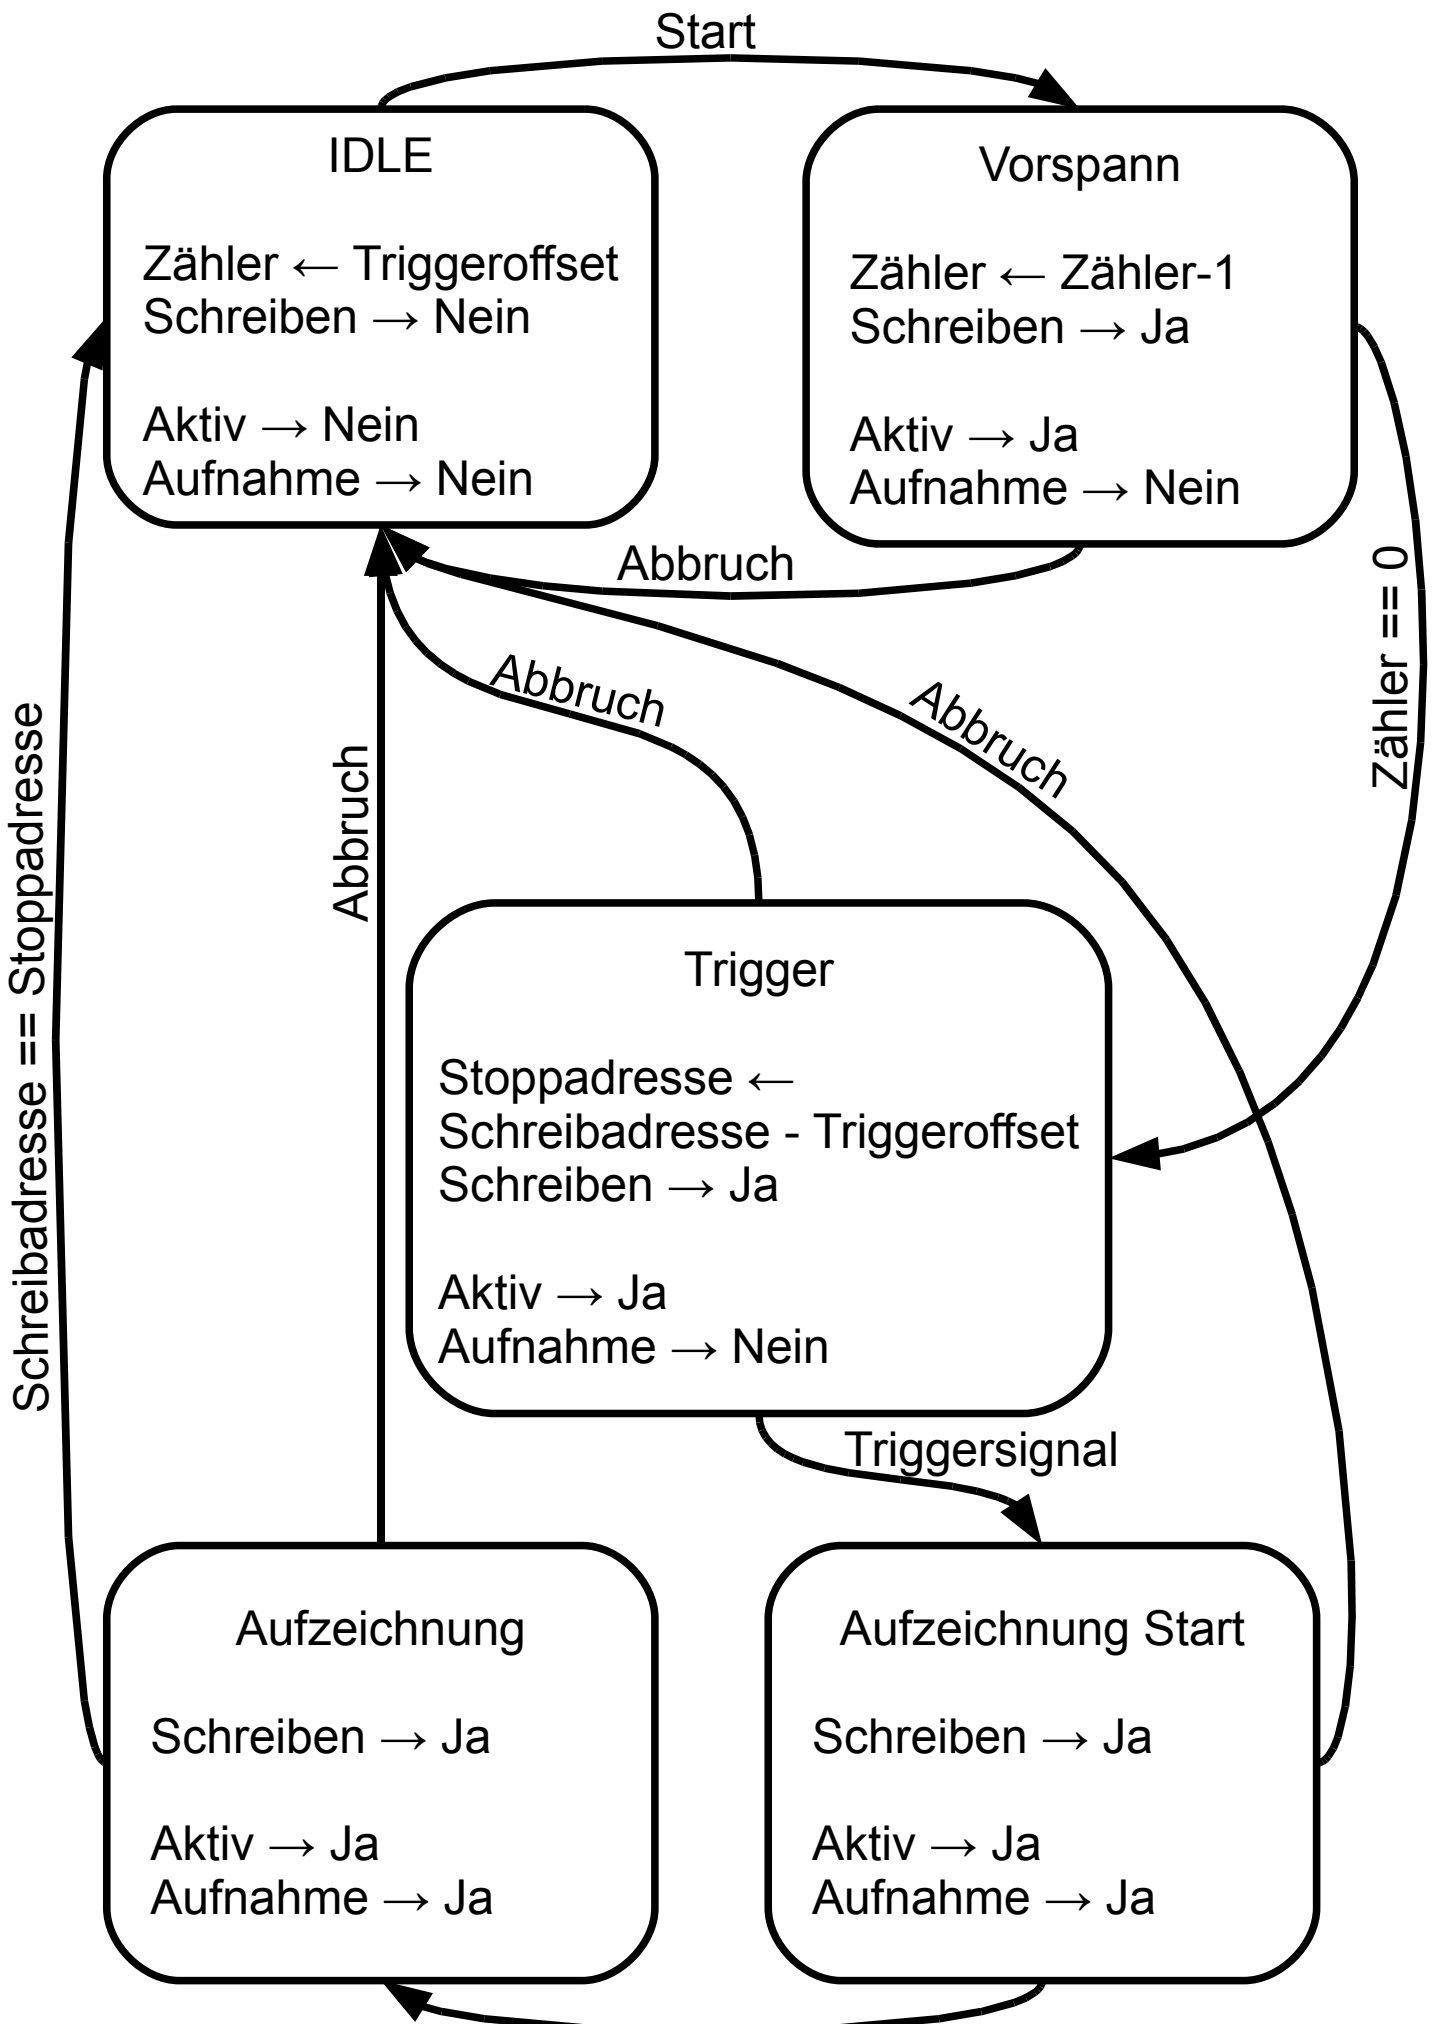 Start
IDLE
Zähler ← Triggeroffset
Schreiben → Nein
Aktiv → Nein
Aufnahme → Nein
Vorspann
Zähler ← Zähler-1
Schreiben → Ja
Aktiv → Ja
Aufnahme → Nein
Abbruch
Zähler == 0
Abbruch
Abbruch
Abbruch
Schreibadresse == Stoppadresse
Trigger
Stoppadresse ←
Schreibadresse - Triggeroffset
Schreiben → Ja
Aktiv → Ja
Aufnahme → Nein
Triggersignal
Aufzeichnung
Schreiben → Ja
Aktiv → Ja
Aufnahme → Ja
Aufzeichnung Start
Schreiben → Ja
Aktiv → Ja
Aufnahme → Ja